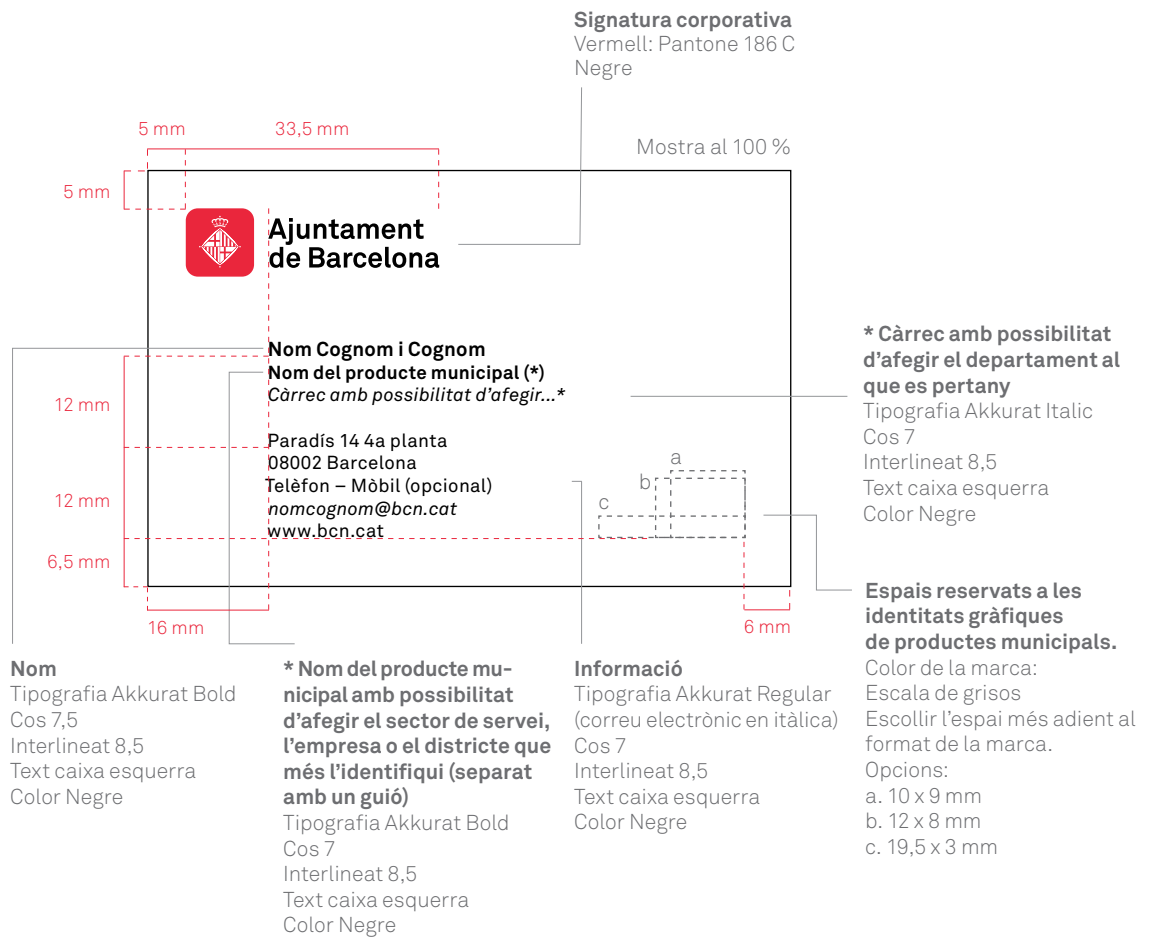 Signatura corporativa
Vermell: Pantone 186 C
Negre
5 mm
33,5 mm
Mostra al 100 %
5 mm
Ajuntament
de Barcelona
Nom Cognom i Cognom
Nom del producte municipal (*)
Càrrec amb possibilitat d’afegir...*
12 mm
Paradís 14 4a planta
08002 Barcelona
Telèfon – Mòbil (opcional)
nomcognom@bcn.cat
www.bcn.cat
a
b
c
12 mm
6,5 mm
16 mm
6 mm
* Càrrec amb possibilitat
d’afegir el departament al
que es pertany
Tipografia Akkurat Italic
Cos 7
Interlineat 8,5
Text caixa esquerra
Color Negre
Espais reservats a les
identitats gràfiques
de productes municipals.
Color de la marca:
Escala de grisos
Escollir l’espai més adient al
format de la marca.
Opcions:
a. 10 x 9 mm
b. 12 x 8 mm
c. 19,5 x 3 mm
Nom
Tipografia Akkurat Bold
Cos 7,5
Interlineat 8,5
Text caixa esquerra
Color Negre
* Nom del producte mu-
nicipal amb possibilitat
d’afegir el sector de servei,
l’empresa o el districte que
més l’identifiqui (separat
amb un guió)
Tipografia Akkurat Bold
Cos 7
Interlineat 8,5
Text caixa esquerra
Color Negre
Informació
Tipografia Akkurat Regular
(correu electrònic en itàlica)
Cos 7
Interlineat 8,5
Text caixa esquerra
Color Negre